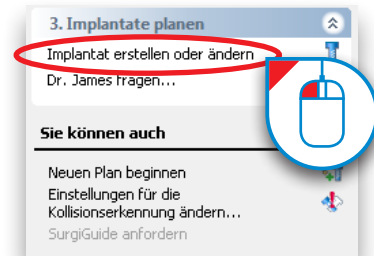 3. Implantate planen
Implantat erstellen oder ändern
Dr. James fragen...
Sie können auch
Neuen Plan beginnen
Einstellungen für die
Kollisionserkennung ändern...
SurgiGuide anfordern